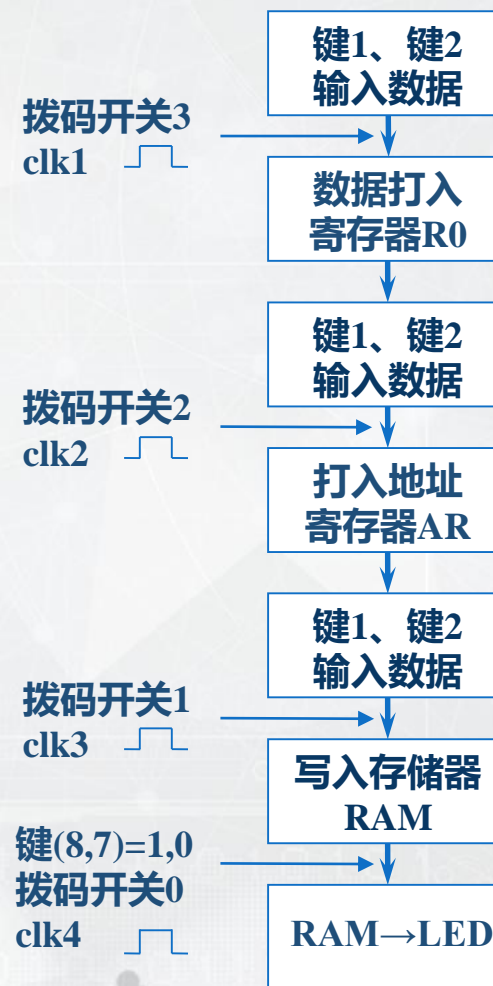 键1、键2
输入数据
拨码开关3
clk1
数据打入
寄存器R0
键1、键2
输入数据
拨码开关2
clk2
打入地址
寄存器AR
键1、键2
输入数据
拨码开关1
clk3
写入存储器
RAM
键(8,7)=1,0
拨码开关0
clk4
RAM→LED